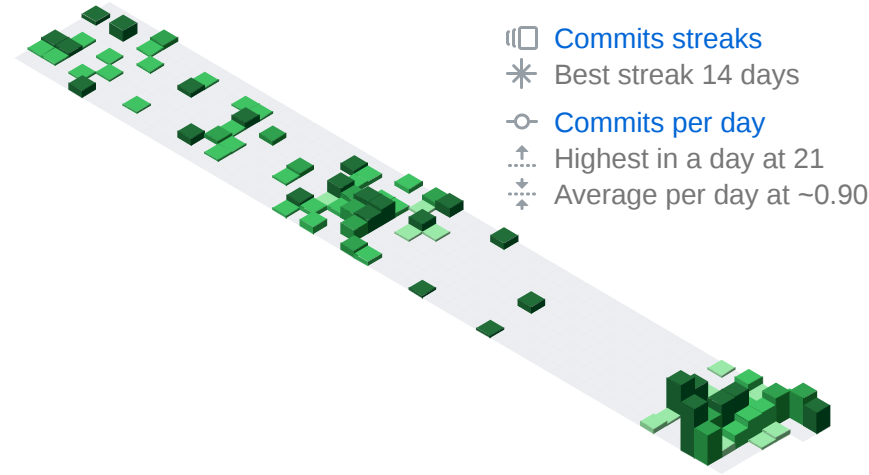 Commits streaks
Best streak 14 days
Commits per day
Highest in a day at 21
Average per day at ~0.90